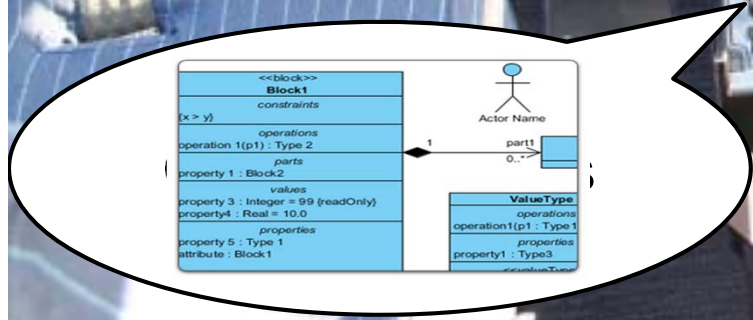 <<block>>
Block1
constraints
{x > y}
operations
operation 1(p1) : Type 2
parts
property 1 : Block2
values
property 3 : Integer = 99 {readOnly}
property4 : Real = 10.0
properties
property 5 : Type 1
attribute : Block1
Actor Name
1
part1
0..*
ValueType
operations
operation1(p1 : Type1
properties
property1 : Type3
<<valueType